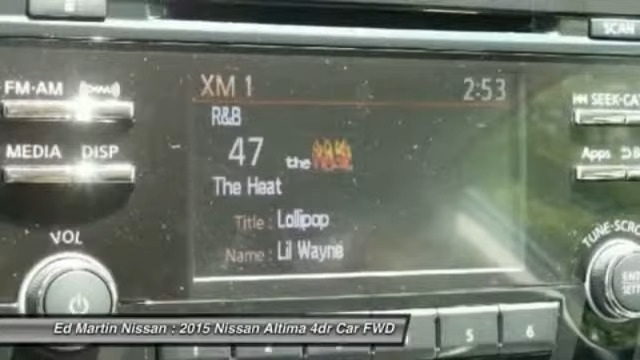 SCAN
FM·AM
XM 1 2:53
SEEK·CAT
R&B
47 the HEAT
MEDIA DISP
Apps
The Heat
Title : Lollipop
Name : Lil Wayne
VOL
TUNE·SCRO
5 6
Ed Martin Nissan : 2015 Nissan Altima 4dr Car FWD